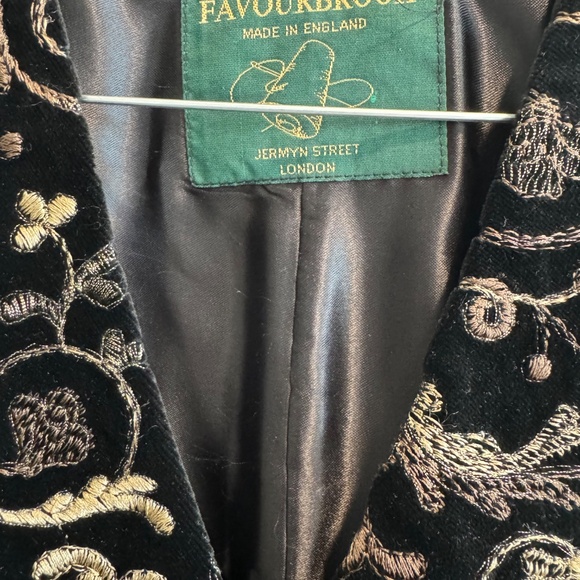 FAVOURBROOK
MADE IN ENGLAND
JERMYN STREET
LONDON